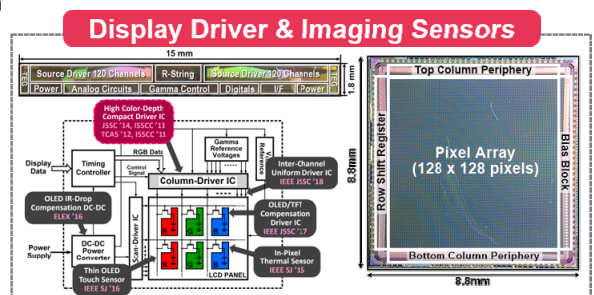 Display Driver & Imaging Sensors
15 mm
TEG
Source Driver 120 Channels
R-String
Source Driver 120 Channels
TEG
Power
Analog Circuits
Gamma Control
Digitals
I/F
Power
1.8 mm
High Color-Depth
Compact Driver IC
JSSC '14, ISSCC '13
TCAS '12, ISSCC '11
RGB Data
Gamma
Reference
Voltages
Reference
Display
Data
Timing
Controller
Control
Signal
Column-Driver IC
Inter-Channel
Uniform Driver IC
IEEE JSSC '18
OLED IR-Drop
Compensation DC-DC
ELEX '16
OLED/TFT
Compensation
Driver IC
IEEE JSSC '17
R
G
B
Scan-Driver IC
Power
Supply
DC-DC
Power
Converter
In-Pixel
Thermal Sensor
IEEE SJ '15
R
G
B
LCD PANEL
Thin OLED
Touch Sensor
IEEE SJ '16
Top Column Periphery
Row Shift Register
Pixel Array
(128 x 128 pixels)
Bias Block
Bottom Column Periphery
8.8mm
8.8mm